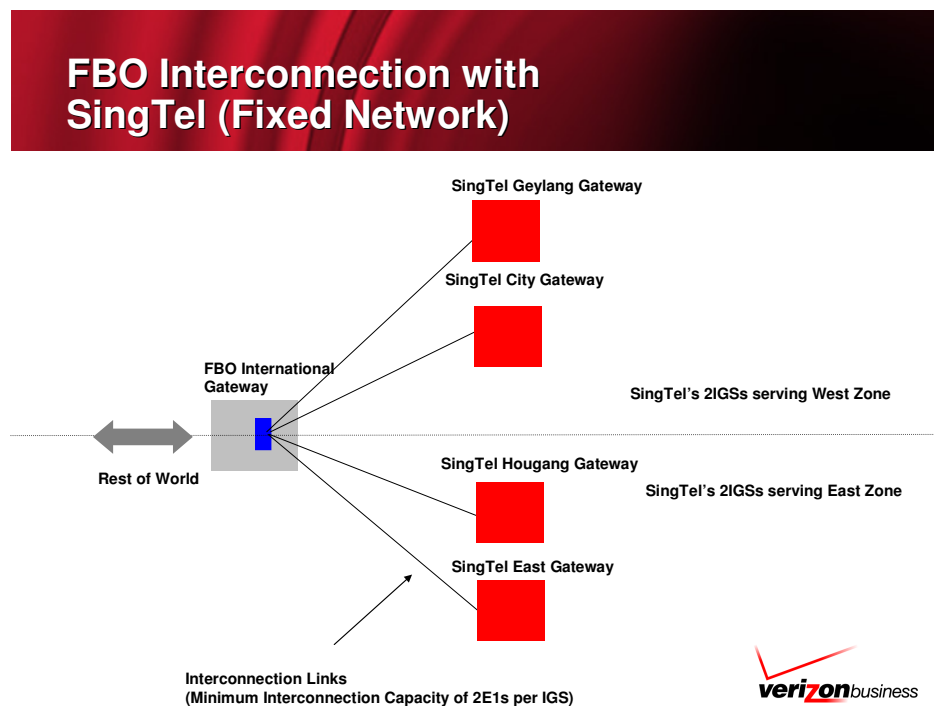 FBO Interconnection with
SingTel (Fixed Network)
SingTel Geylang Gateway
SingTel City Gateway
FBO International
Gateway
SingTel's 2IGSs serving West Zone
Rest of World
SingTel Hougang Gateway
SingTel's 2IGSs serving East Zone
SingTel East Gateway
Interconnection Links
(Minimum Interconnection Capacity of 2E1s per IGS)
verizonbusiness